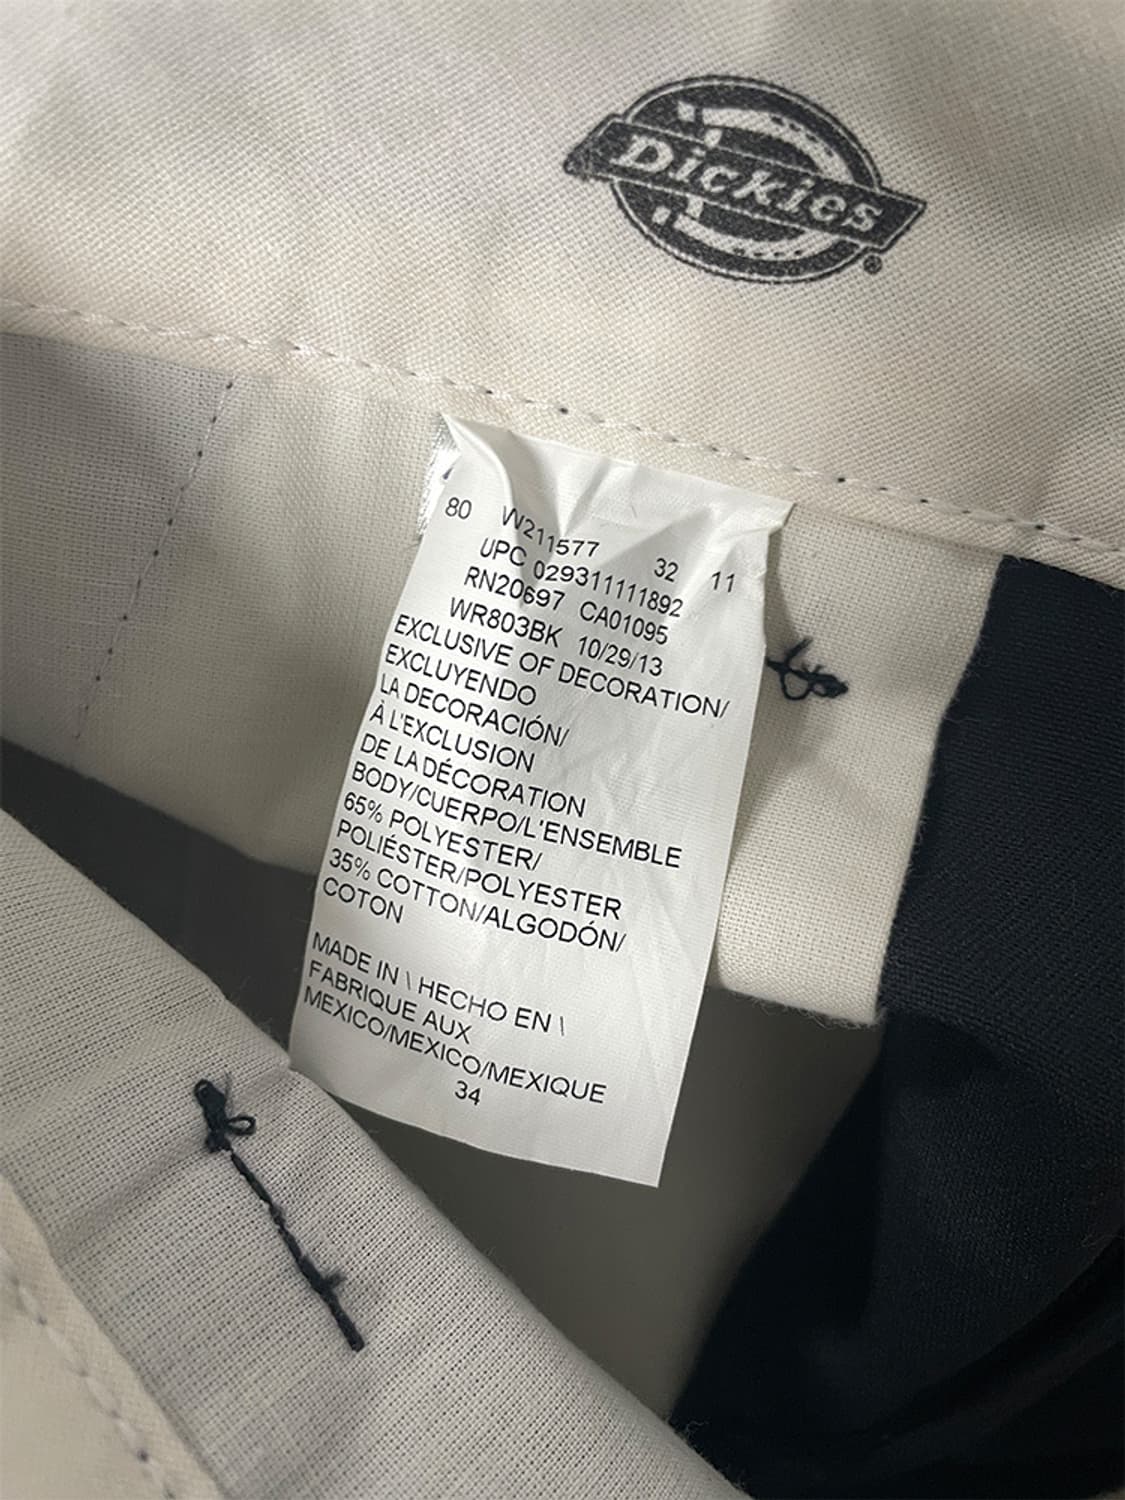 Dickies
®
80 W211577 32 11
UPC 029311111892
RN20697 CA01095
WR803BK 10/29/13
EXCLUSIVE OF DECORATION/
EXCLUYENDO
LA DECORACIÓN/
À L'EXCLUSION
DE LA DÉCORATION
BODY/CUERPO/L'ENSEMBLE
65% POLYESTER/
POLIÉSTER/POLYESTER
35% COTTON/ALGODÓN/
COTON
MADE IN \ HECHO EN \
FABRIQUE AUX
MEXICO/MEXICO/MEXIQUE
34